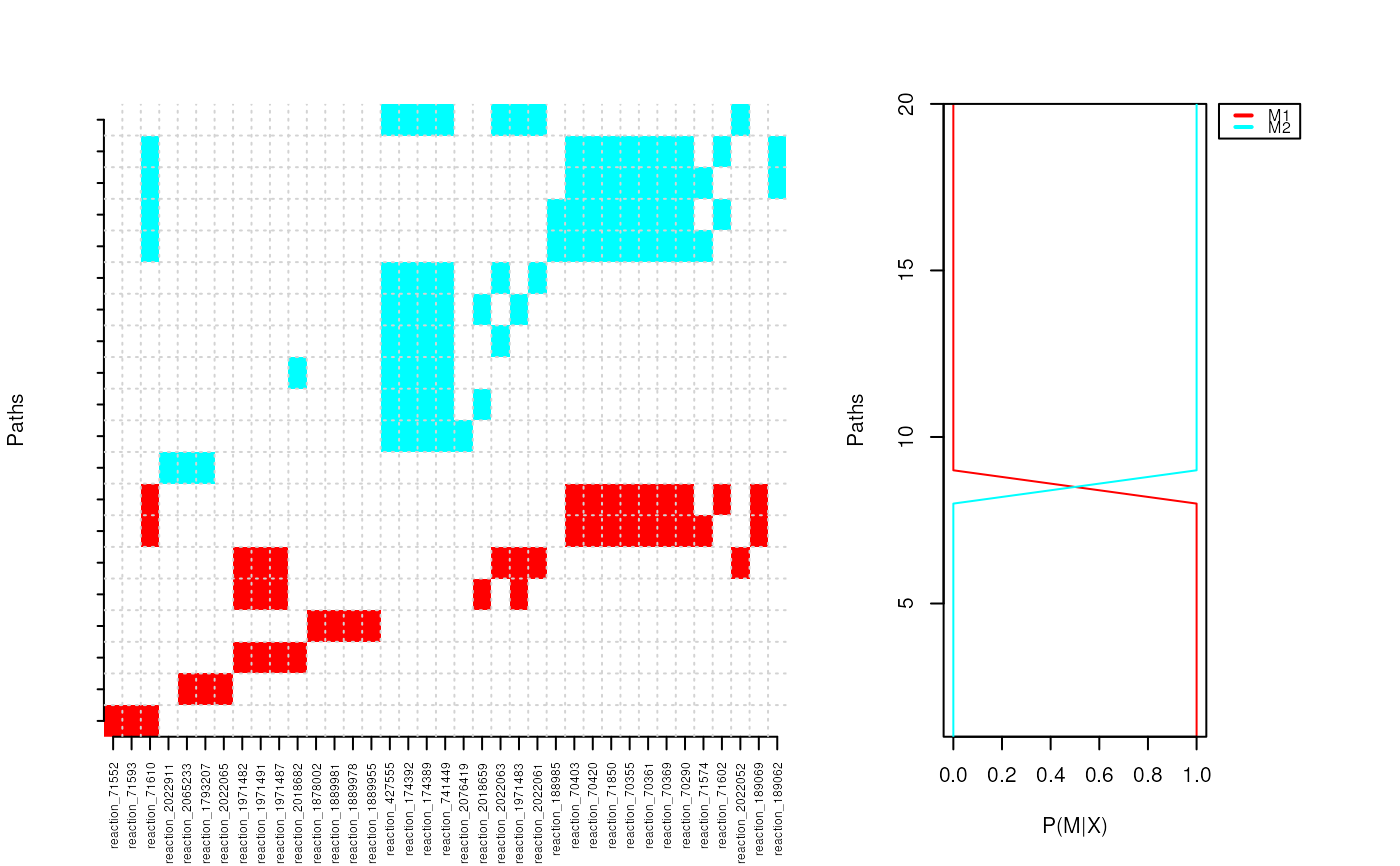 Paths
reaction_71552
reaction_71593
reaction_71610
reaction_2022911
reaction_2065233
reaction_1793207
reaction_2022065
reaction_1971482
reaction_1971491
reaction_1971487
reaction_2018682
reaction_1878002
reaction_1889981
reaction_1889978
reaction_1889955
reaction_427555
reaction_174392
reaction_174389
reaction_741449
reaction_2076419
reaction_2018659
reaction_2022063
reaction_1971483
reaction_2022061
reaction_188985
reaction_70403
reaction_70420
reaction_71850
reaction_70355
reaction_70361
reaction_70369
reaction_70290
reaction_71574
reaction_71602
reaction_2022052
reaction_189069
reaction_189062
Paths
20
15
10
5
0.0 0.2 0.4 0.6 0.8 1.0
P(M|X)
M1
M2